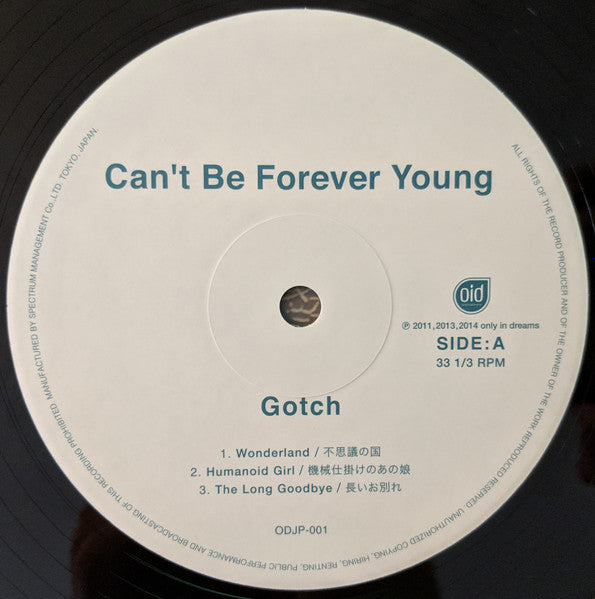 Can't Be Forever Young
oid
℗ 2011,2013,2014 only in dreams
SIDE:A
33 1/3 RPM
Gotch
1. Wonderland / 不思議の国
2. Humanoid Girl / 機械仕掛けのあの娘
3. The Long Goodbye / 長いお別れ
ODJP-001
ALL RIGHTS OF THE RECORD PRODUCER AND OF THE OWNER OF THE WORK REPRODUCED RESERVED. UNAUTHORIZED COPYING, HIRING, RENTING, PUBLIC PERFORMANCE AND BROADCASTING OF THIS RECORDING PROHIBITED MANUFACTURED BY SPECTRUM MANAGEMENT Co., LTD. TOKYO, JAPAN.